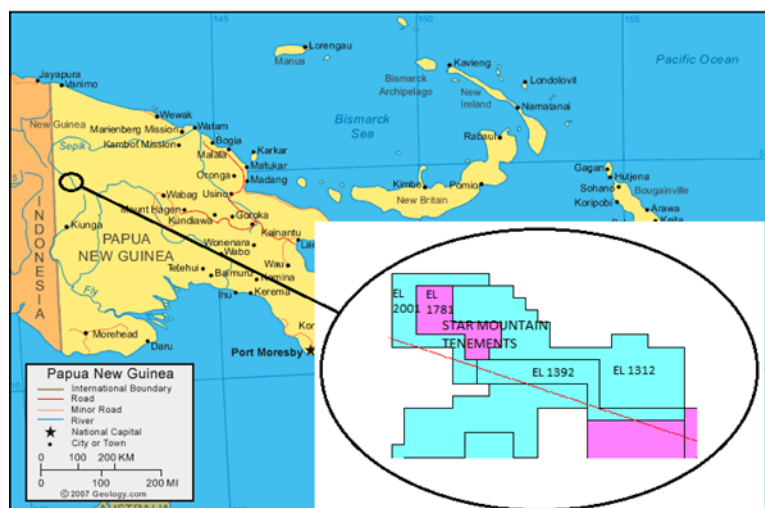 145
150
155
Lorengau
Manus
Kavieng
Pacific Ocean
Jayapura
Vanimo
Bismarck
Archipelago
New
Ireland
Londolovit
Namatanai
Wewak
New Guinea
Marienberg Mission
Watam
Bismarck
Sea
Sepik
Kambot Mission
Bogia
Malala
Karkar
Rabaul
Matukar
Oronga
Madang
Gagan
Hutjena
Sohano
Bougainville
Koripobi
Arawa
Wabag
Usino
Kimbe
Pomio
New Britain
Mount Hagen
Kundiawa
Goroka
Kainantu
Kiunga
INDONESIA
PAPUA
NEW GUINEA
Wonenara
Wabo
Wau
Baimuru
Kerema
Ihu
Fly
Morehead
Daru
Port Moresby
EL
2001
EL
1781
STAR MOUNTAIN
TENEMENTS
EL 1392
EL 1312
Papua New Guinea
International Boundary
Road
Minor Road
River
National Capital
City or Town
0 100 200 KM
0 100 200 MI
© 2007 Geology.com